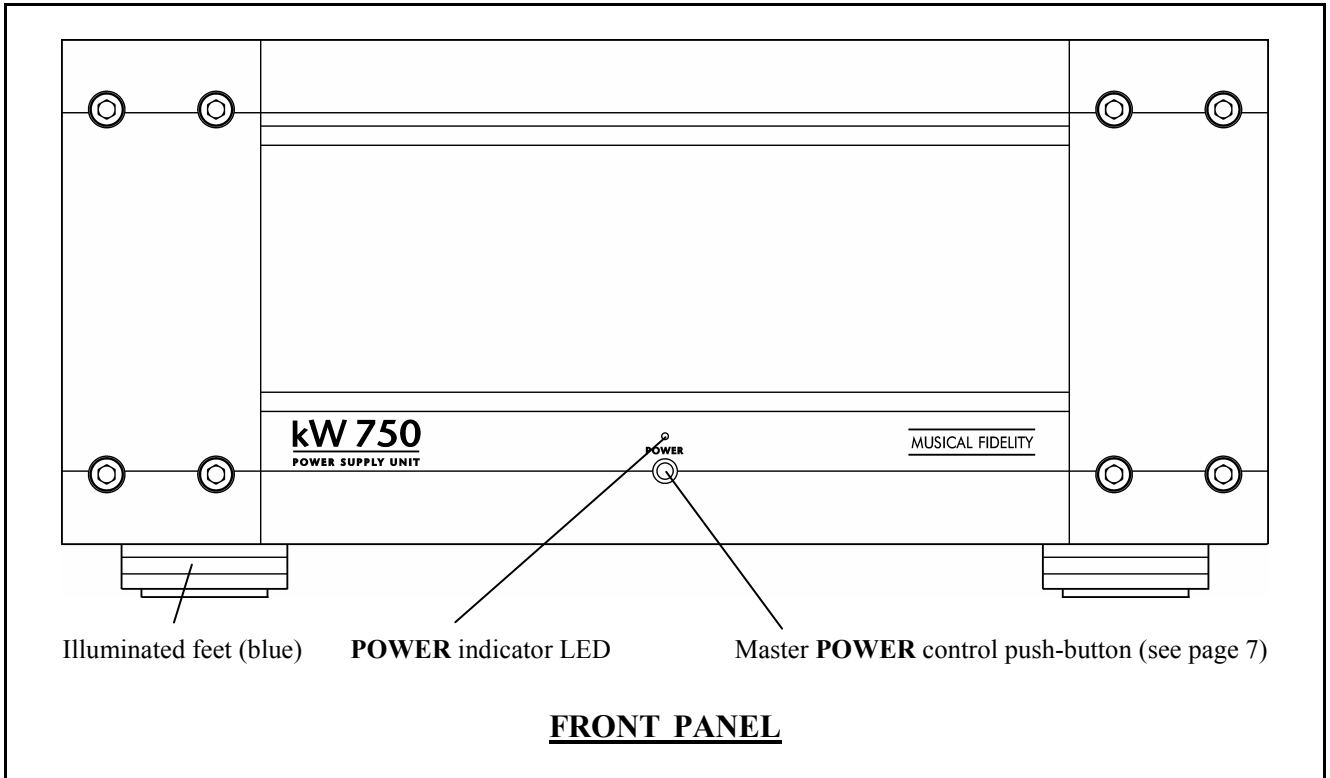 kW 750
POWER SUPPLY UNIT
POWER
MUSICAL FIDELITY
Illuminated feet (blue)
POWER indicator LED
Master POWER control push-button (see page 7)
FRONT PANEL